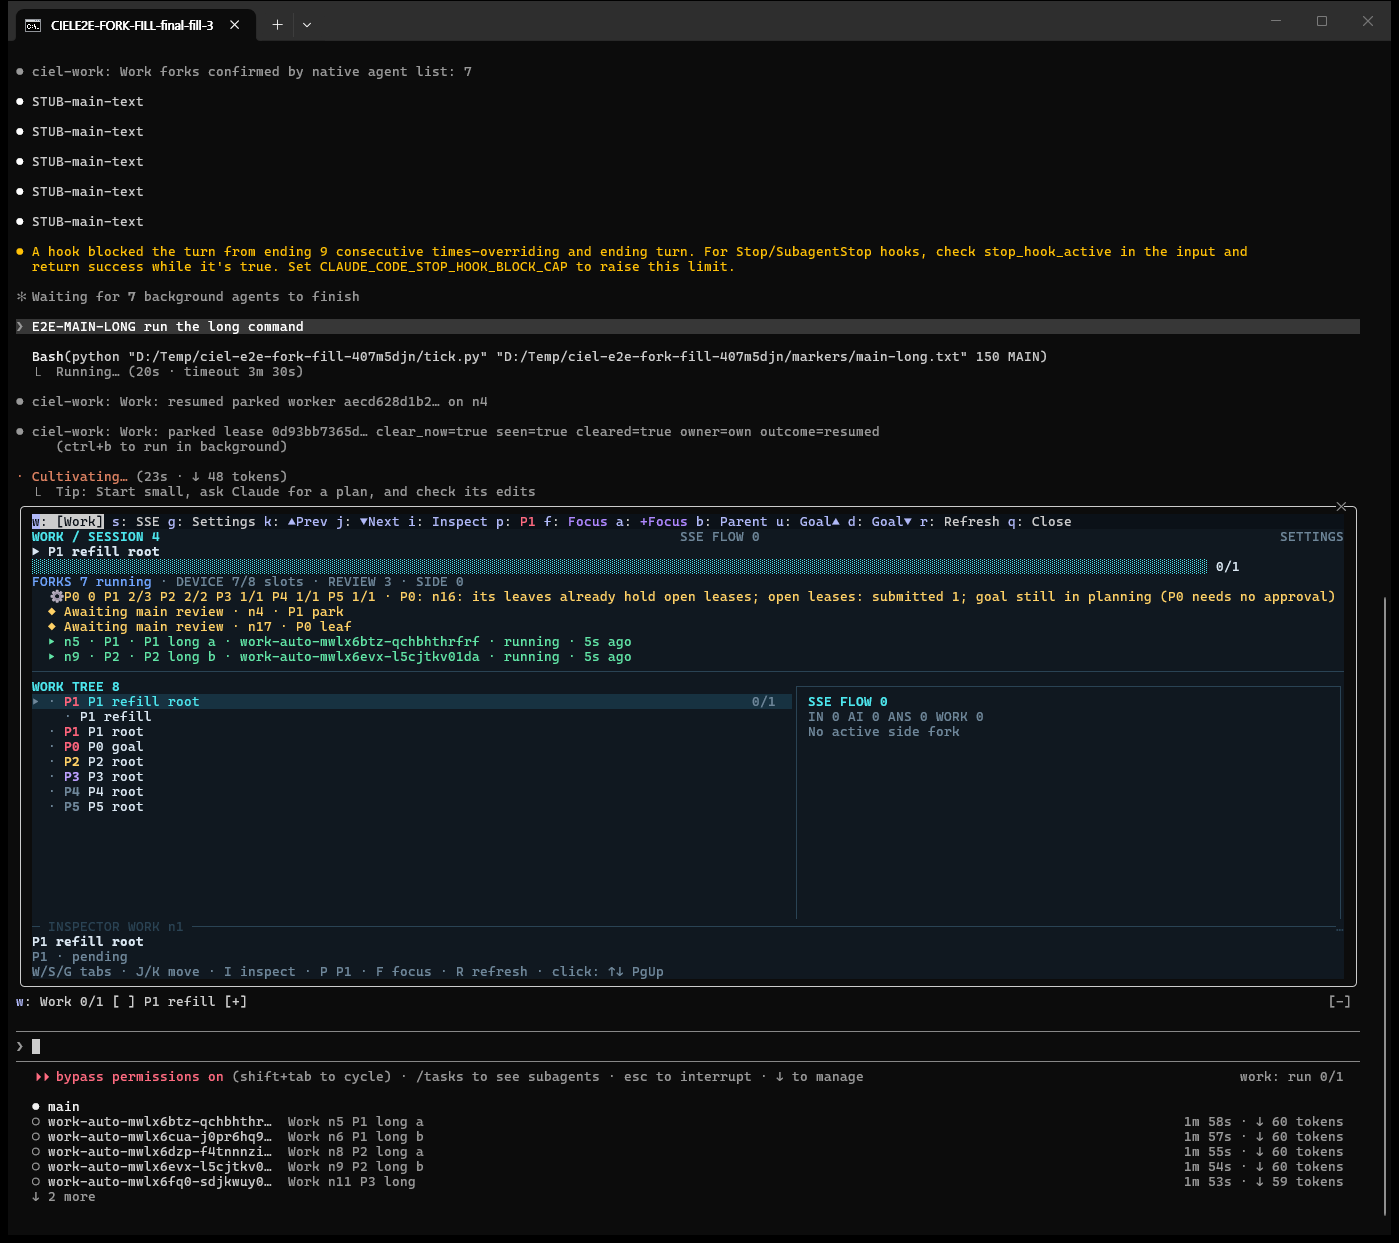 CIELE2E-FORK-FILL-final-fill-3
● ciel-work: Work forks confirmed by native agent list: 7
● STUB-main-text
● STUB-main-text
● STUB-main-text
● STUB-main-text
● STUB-main-text
● A hook blocked the turn from ending 9 consecutive times—overriding and ending turn. For Stop/SubagentStop hooks, check stop_hook_active in the input and
return success while it's true. Set CLAUDE_CODE_STOP_HOOK_BLOCK_CAP to raise this limit.
✻ Waiting for 7 background agents to finish
❯ E2E-MAIN-LONG run the long command
Bash(python "D:/Temp/ciel-e2e-fork-fill-407m5djn/tick.py" "D:/Temp/ciel-e2e-fork-fill-407m5djn/markers/main-long.txt" 150 MAIN)
└ Running… (20s · timeout 3m 30s)
● ciel-work: Work: resumed parked worker aecd628d1b2… on n4
● ciel-work: Work: parked lease 0d93bb7365d… clear_now=true seen=true cleared=true owner=own outcome=resumed
(ctrl+b to run in background)
· Cultivating… (23s · ↓ 48 tokens)
└ Tip: Start small, ask Claude for a plan, and check its edits
w: [Work] s: SSE g: Settings k: ▲Prev j: ▼Next i: Inspect p: P1 f: Focus a: +Focus b: Parent u: Goal▲ d: Goal▼ r: Refresh q: Close
WORK / SESSION 4 SSE FLOW 0 SETTINGS
▶ P1 refill root
0/1
FORKS 7 running · DEVICE 7/8 slots · REVIEW 3 · SIDE 0
⚙P0 0 P1 2/3 P2 2/2 P3 1/1 P4 1/1 P5 1/1 · P0: n16: its leaves already hold open leases; open leases: submitted 1; goal still in planning (P0 needs no approval)
◆ Awaiting main review · n4 · P1 park
◆ Awaiting main review · n17 · P0 leaf
▸ n5 · P1 · P1 long a · work-auto-mwlx6btz-qchbhthrfrf · running · 5s ago
▸ n9 · P2 · P2 long b · work-auto-mwlx6evx-l5cjtkv01da · running · 5s ago
WORK TREE 8
▸ · P1 P1 refill root 0/1
· P1 refill
· P1 P1 root
· P0 P0 goal
· P2 P2 root
· P3 P3 root
· P4 P4 root
· P5 P5 root
SSE FLOW 0
IN 0 AI 0 ANS 0 WORK 0
No active side fork
— INSPECTOR WORK n1 …
P1 refill root
P1 · pending
W/S/G tabs · J/K move · I inspect · P P1 · F focus · R refresh · click: ↑↓ PgUp
w: Work 0/1 [ ] P1 refill [+] [-]
❯
▸▸ bypass permissions on (shift+tab to cycle) · /tasks to see subagents · esc to interrupt · ↓ to manage work: run 0/1
● main
○ work-auto-mwlx6btz-qchbhthr… Work n5 P1 long a 1m 58s · ↓ 60 tokens
○ work-auto-mwlx6cua-j0pr6hq9… Work n6 P1 long b 1m 57s · ↓ 60 tokens
○ work-auto-mwlx6dzp-f4tnnnzi… Work n8 P2 long a 1m 55s · ↓ 60 tokens
○ work-auto-mwlx6evx-l5cjtkv0… Work n9 P2 long b 1m 54s · ↓ 60 tokens
○ work-auto-mwlx6fq0-sdjkwuy0… Work n11 P3 long 1m 53s · ↓ 59 tokens
↓ 2 more